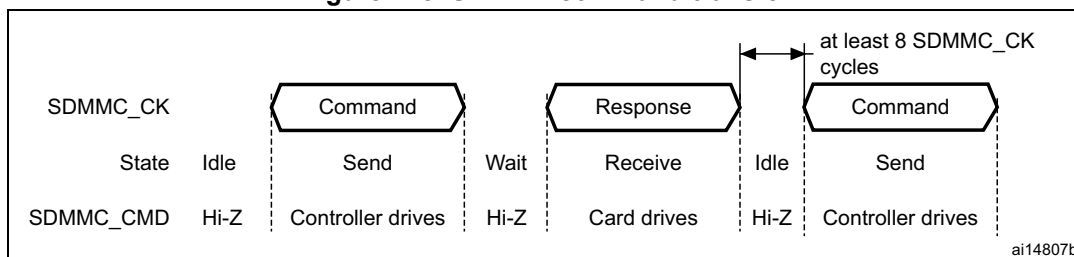 at least 8 SDMMC_CK
cycles
SDMMC_CK Command Response Command
State Idle Send Wait Receive Idle Send
SDMMC_CMD Hi-Z Controller drives Hi-Z Card drives Hi-Z Controller drives
ai14807b